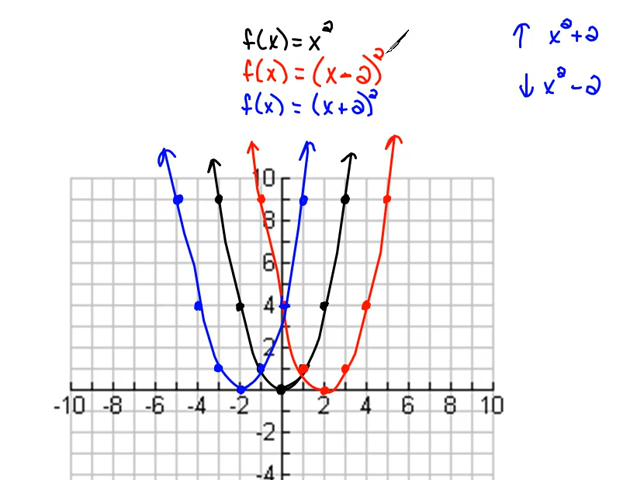 f(x) = x²
f(x) = (x-2)²
f(x) = (x+2)²
↑ x²+2
↓ x²-2
10
8
6
4
2
-10 -8 -6 -4 -2 2 4 6 8 10
-2
-4